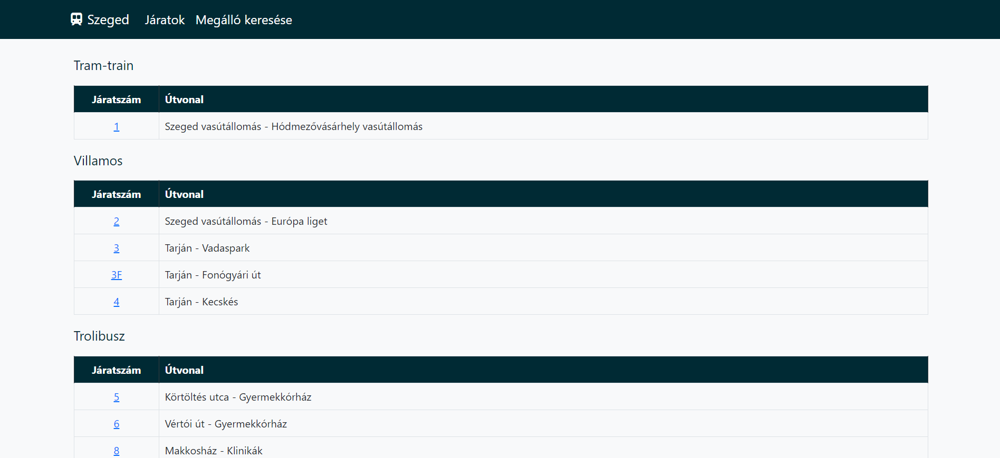 Szeged Járatok Megálló keresése
Tram-train
Járatszám Útvonal
1 Szeged vasútállomás - Hódmezővásárhely vasútállomás
Villamos
Járatszám Útvonal
2 Szeged vasútállomás - Európa liget
3 Tarján - Vadaspark
3F Tarján - Fonógyári út
4 Tarján - Kecskés
Trolibusz
Járatszám Útvonal
5 Körtöltés utca - Gyermekkórház
6 Vértói út - Gyermekkórház
8 Makkosház - Klinikák